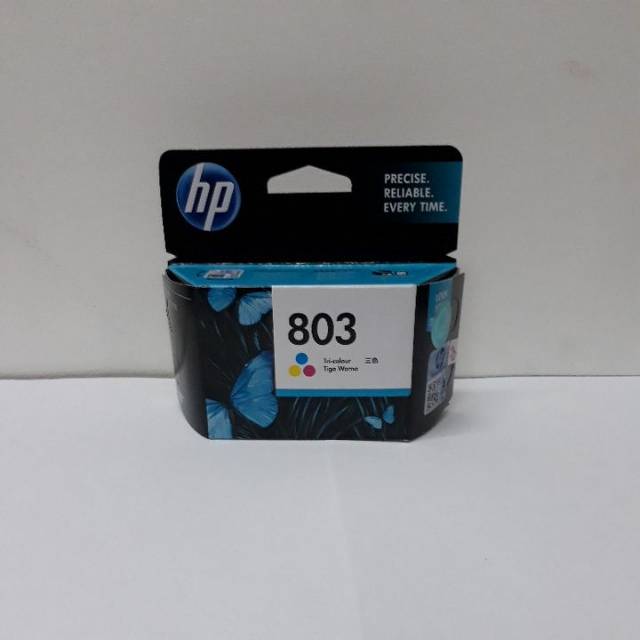 hp
PRECISE.
RELIABLE.
EVERY TIME.
803
Tri-colour 三色
Tiga Warna